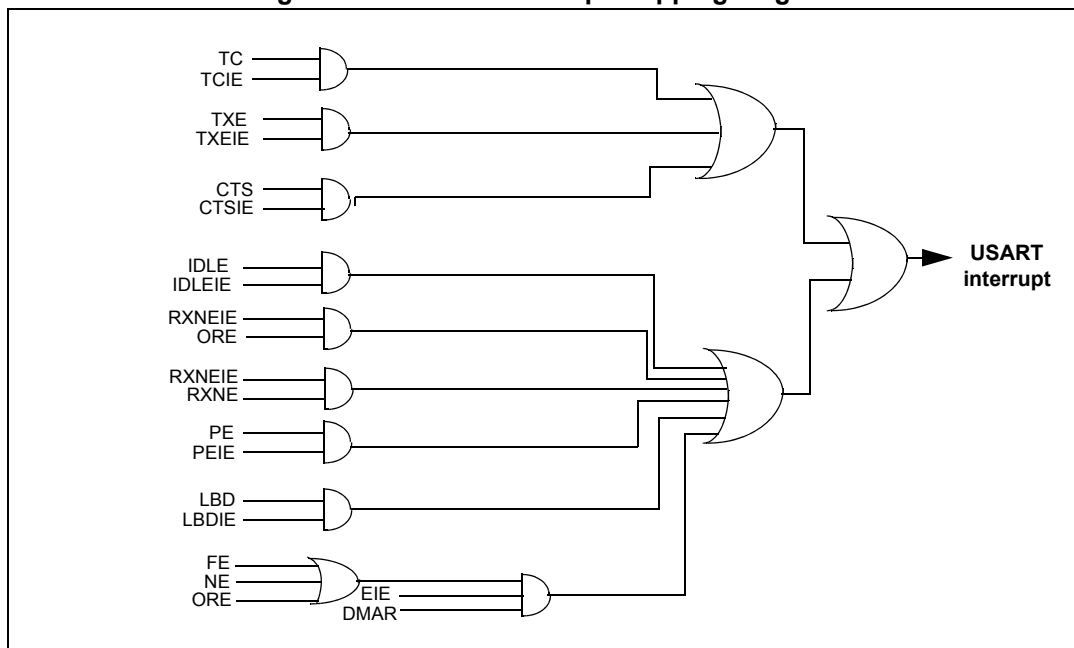 TC
TCIE
TXE
TXEIE
CTS
CTSIE
IDLE
IDLEIE
RXNEIE
ORE
RXNEIE
RXNE
PE
PEIE
LBD
LBDIE
FE
NE
ORE
EIE
DMAR
USART
interrupt